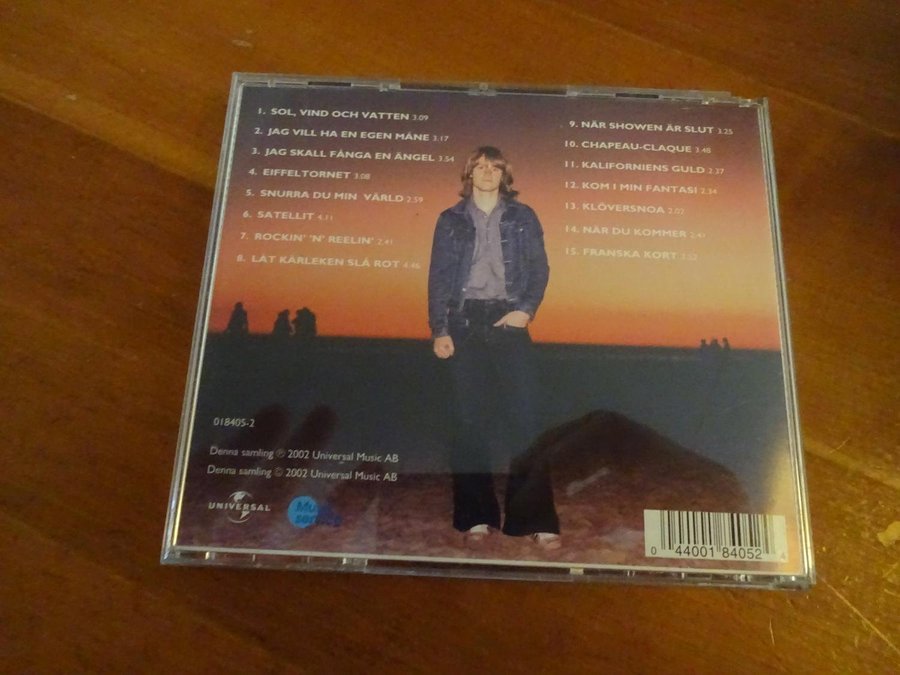 1. SOL, VIND OCH VATTEN 3.09
2. JAG VILL HA EN EGEN MÅNE 3.17
3. JAG SKALL FÅNGA EN ÄNGEL 3.54
4. EIFFELTORNET 3.08
5. SNURRA DU MIN VÄRLD 2.59
6. SATELLIT 4.11
7. ROCKIN' 'N' REELIN' 2.41
8. LÅT KÄRLEKEN SLÅ ROT 4.46
9. NÄR SHOWEN ÄR SLUT 3.25
10. CHAPEAU-CLAQUE 3.48
11. KALIFORNIENS GULD 2.37
12. KOM I MIN FANTASI 2.34
13. KLÖVERSNOA 2.02
14. NÄR DU KOMMER 2.47
15. FRANSKA KORT 3.52
018405-2
Denna samling ℗ 2002 Universal Music AB
Denna samling © 2002 Universal Music AB
UNIVERSAL
0 44001 84052 4